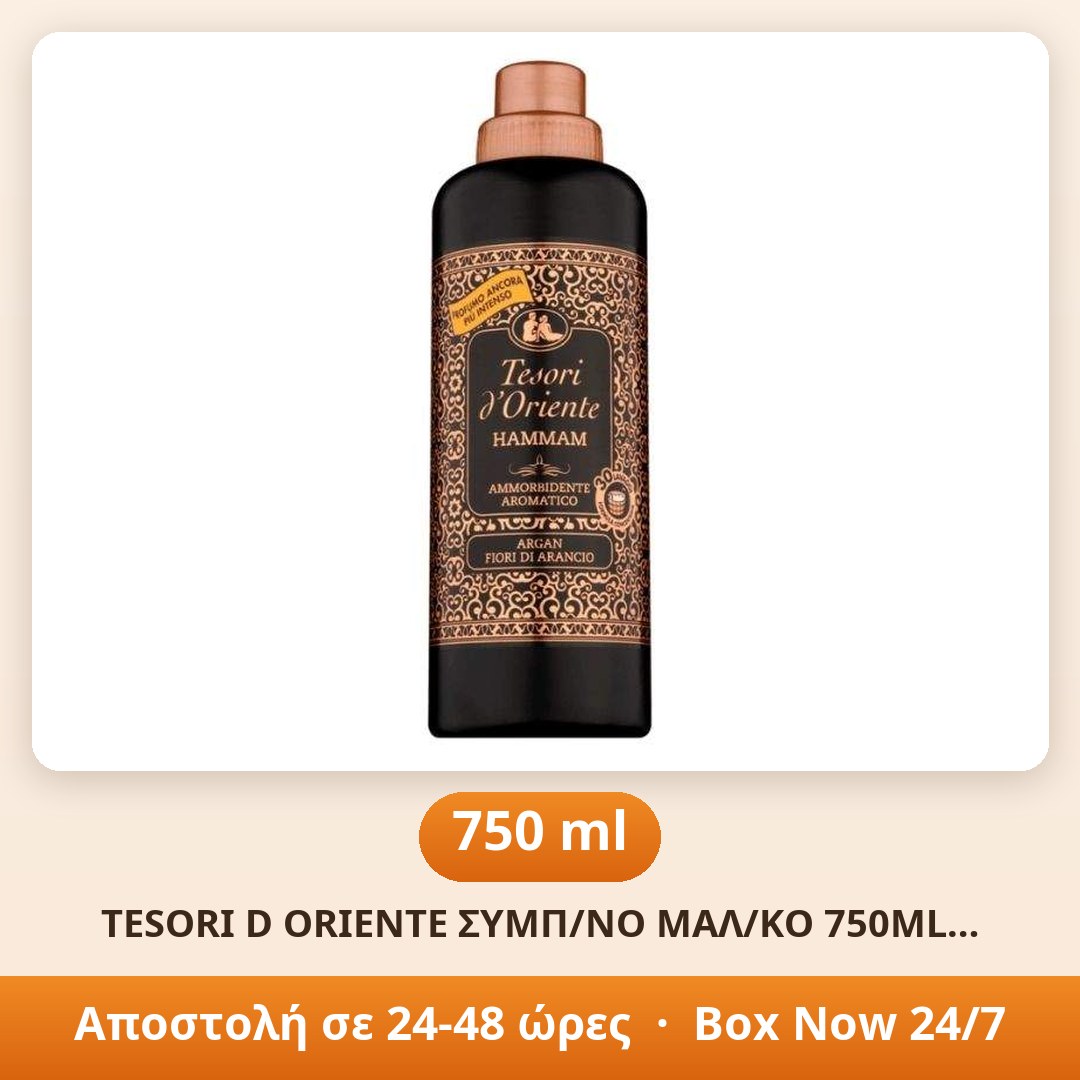 PROFUMO ANCORA
PIÙ INTENSO
Tesori
d'Oriente
HAMMAM
AMMORBIDENTE
AROMATICO
30
ARGAN
FIORI DI ARANCIO
750 ml
TESORI D ORIENTE ΣΥΜΠ/ΝΟ ΜΑΛ/ΚΟ 750ML...
Αποστολή σε 24-48 ώρες · Box Now 24/7